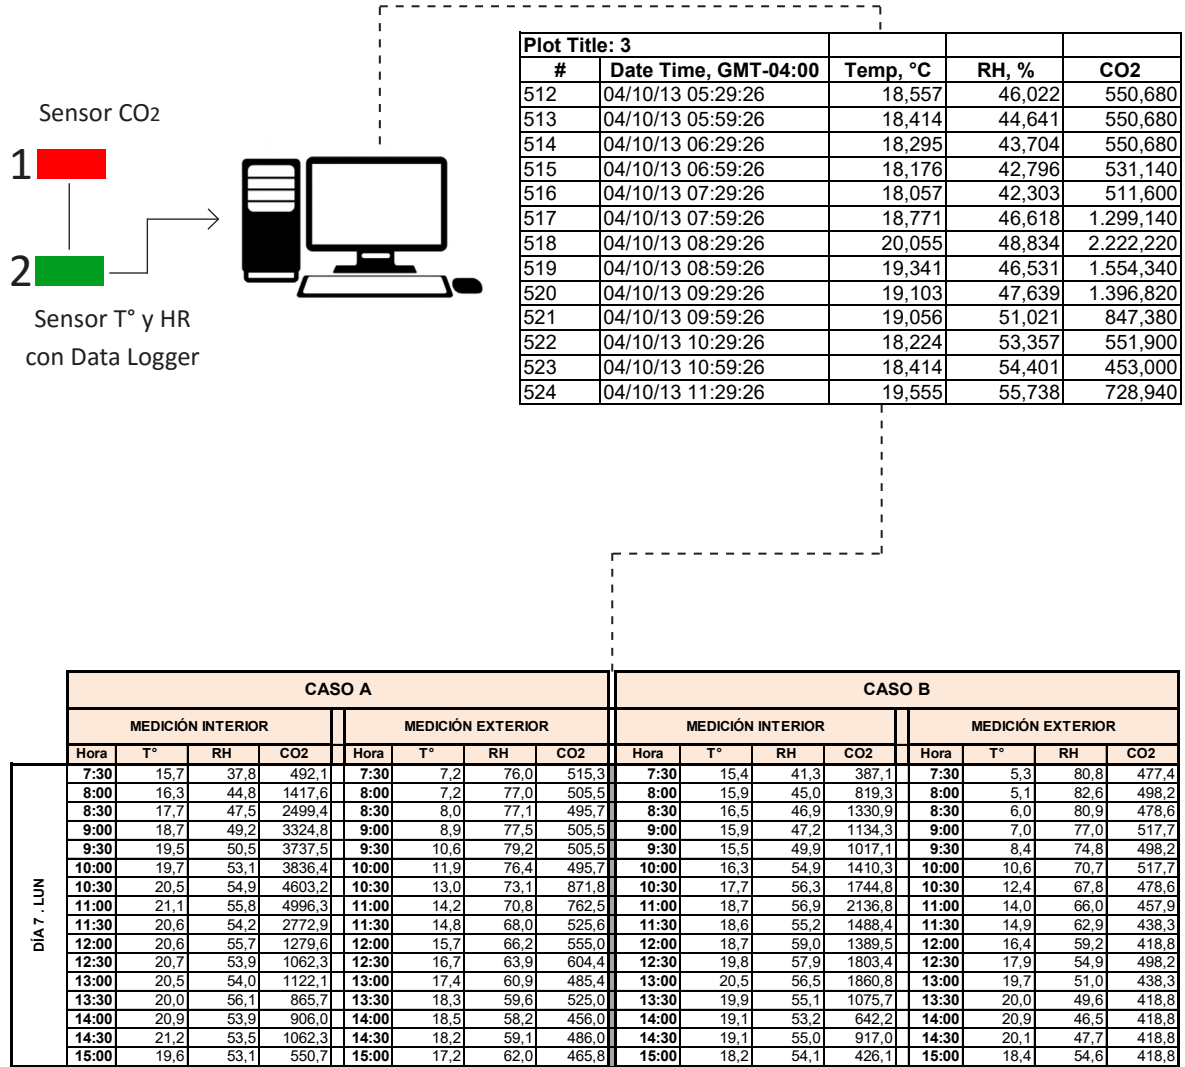 Sensor CO2
1
2
Sensor T° y HR
con Data Logger
Plot Title: 3
# Date Time, GMT-04:00 Temp, °C RH, % CO2
512 04/10/13 05:29:26 18,557 46,022 550,680
513 04/10/13 05:59:26 18,414 44,641 550,680
514 04/10/13 06:29:26 18,295 43,704 550,680
515 04/10/13 06:59:26 18,176 42,796 531,140
516 04/10/13 07:29:26 18,057 42,303 511,600
517 04/10/13 07:59:26 18,771 46,618 1.299,140
518 04/10/13 08:29:26 20,055 48,834 2.222,220
519 04/10/13 08:59:26 19,341 46,531 1.554,340
520 04/10/13 09:29:26 19,103 47,639 1.396,820
521 04/10/13 09:59:26 19,056 51,021 847,380
522 04/10/13 10:29:26 18,224 53,357 551,900
523 04/10/13 10:59:26 18,414 54,401 453,000
524 04/10/13 11:29:26 19,555 55,738 728,940
CASO A CASO B
MEDICIÓN INTERIOR MEDICIÓN EXTERIOR MEDICIÓN INTERIOR MEDICIÓN EXTERIOR
Hora T° RH CO2 Hora T° RH CO2 Hora T° RH CO2 Hora T° RH CO2
DÍA 7 . LUN
7:30 15,7 37,8 492,1 7:30 7,2 76,0 515,3 7:30 15,4 41,3 387,1 7:30 5,3 80,8 477,4
8:00 16,3 44,8 1417,6 8:00 7,2 77,0 505,5 8:00 15,9 45,0 819,3 8:00 5,1 82,6 498,2
8:30 17,7 47,5 2499,4 8:30 8,0 77,1 495,7 8:30 16,5 46,9 1330,9 8:30 6,0 80,9 478,6
9:00 18,7 49,2 3324,8 9:00 8,9 77,5 505,5 9:00 15,9 47,2 1134,3 9:00 7,0 77,0 517,7
9:30 19,5 50,5 3737,5 9:30 10,6 79,2 505,5 9:30 15,5 49,9 1017,1 9:30 8,4 74,8 498,2
10:00 19,7 53,1 3836,4 10:00 11,9 76,4 495,7 10:00 16,3 54,9 1410,3 10:00 10,6 70,7 517,7
10:30 20,5 54,9 4603,2 10:30 13,0 73,1 871,8 10:30 17,7 56,3 1744,8 10:30 12,4 67,8 478,6
11:00 21,1 55,8 4996,3 11:00 14,2 70,8 762,5 11:00 18,7 56,9 2136,8 11:00 14,0 66,0 457,9
11:30 20,6 54,2 2772,9 11:30 14,8 68,0 525,6 11:30 18,6 55,2 1488,4 11:30 14,9 62,9 438,3
12:00 20,6 55,7 1279,6 12:00 15,7 66,2 555,0 12:00 18,7 59,0 1389,5 12:00 16,4 59,2 418,8
12:30 20,7 53,9 1062,3 12:30 16,7 63,9 604,4 12:30 19,8 57,9 1803,4 12:30 17,9 54,9 498,2
13:00 20,5 54,0 1122,1 13:00 17,4 60,9 485,4 13:00 20,5 56,5 1860,8 13:00 19,7 51,0 438,3
13:30 20,0 56,1 865,7 13:30 18,3 59,6 525,0 13:30 19,9 55,1 1075,7 13:30 20,0 49,6 418,8
14:00 20,9 53,9 906,0 14:00 18,5 58,2 456,0 14:00 19,1 53,2 642,2 14:00 20,9 46,5 418,8
14:30 21,2 53,5 1062,3 14:30 18,2 59,1 486,0 14:30 19,1 55,0 917,0 14:30 20,1 47,7 418,8
15:00 19,6 53,1 550,7 15:00 17,2 62,0 465,8 15:00 18,2 54,1 426,1 15:00 18,4 54,6 418,8